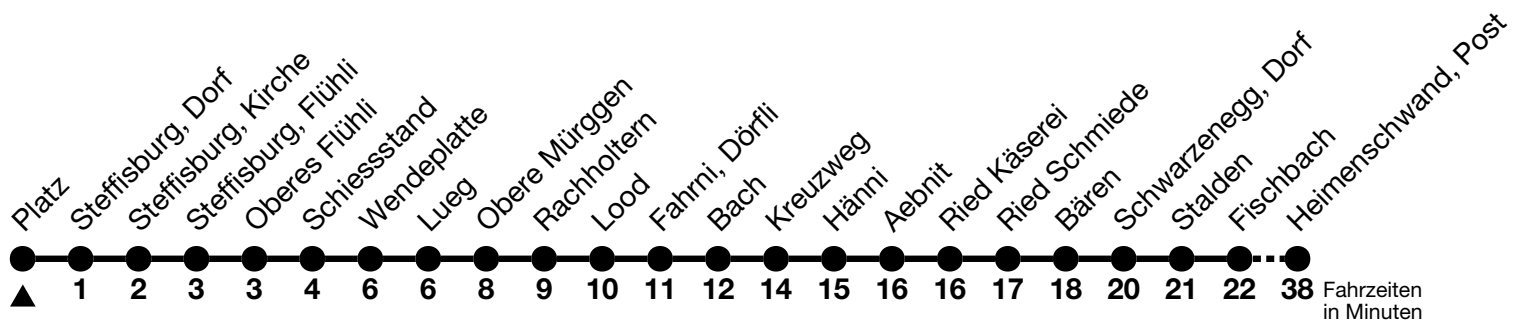 Platz
Steffisburg, Dorf
Steffisburg, Kirche
Steffisburg, Flühli
Oberes Flühli
Schiessstand
Wendeplatte
Lueg
Obere Mürggen
Rachholtern
Lood
Fahrni, Dörfli
Bach
Kreuzweg
Hänni
Aebnit
Ried Käserei
Ried Schmiede
Bären
Schwarzenegg, Dorf
Stalden
Fischbach
Heimenschwand, Post
1 2 3 3 4 6 6 8 9 10 11 12 14 15 16 16 17 18 20 21 22 38 Fahrzeiten
in Minuten